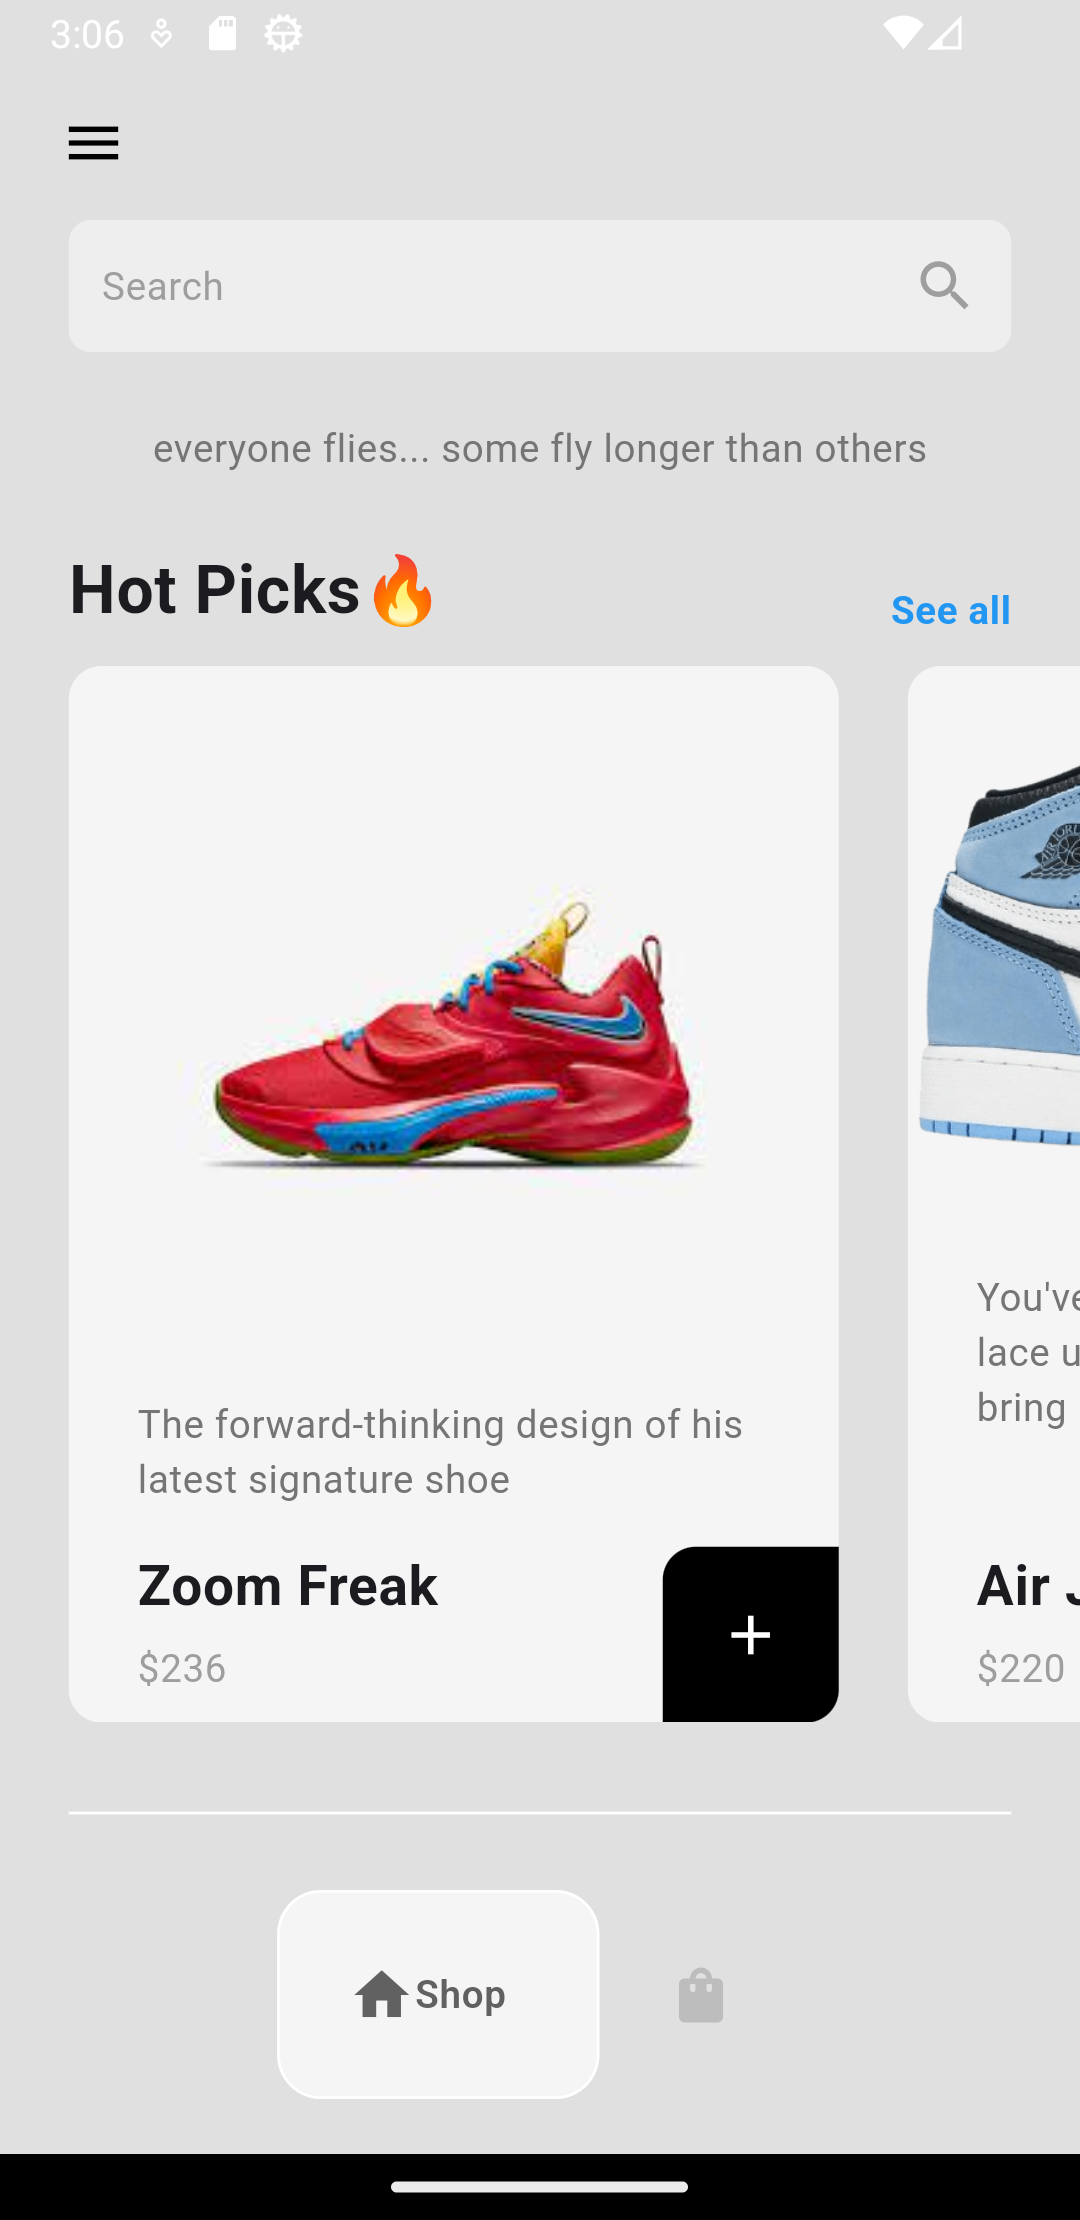 3:06
Search
everyone flies... some fly longer than others
Hot Picks🔥
See all
The forward-thinking design of his
latest signature shoe
Zoom Freak
$236
You've
lace u
bring
Air J
$220
Shop